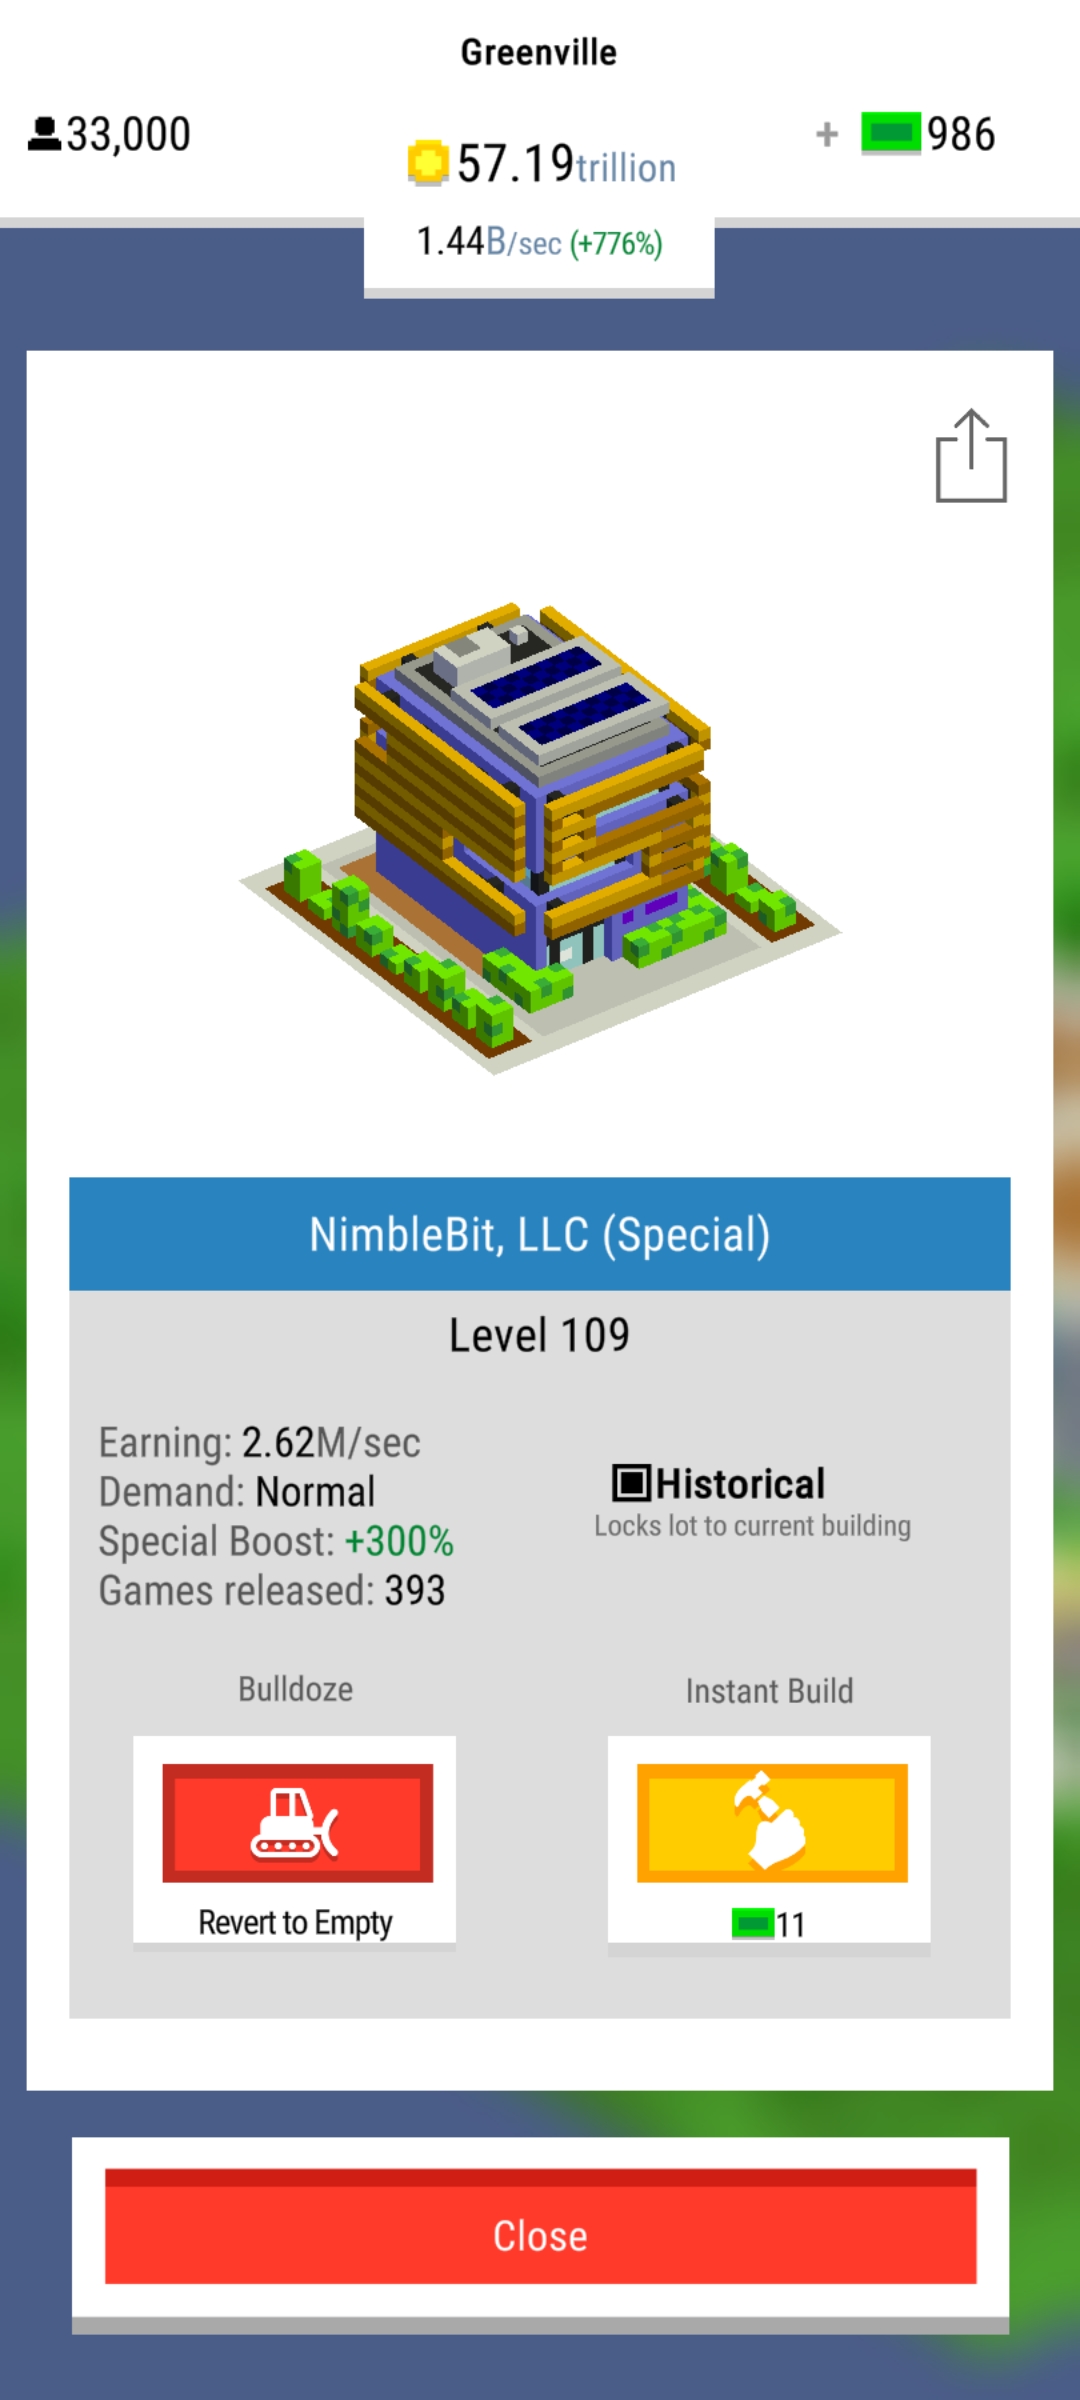 Greenville
33,000
57.19trillion
+ 986
1.44B/sec (+776%)
NimbleBit, LLC (Special)
Level 109
Earning: 2.62M/sec
Demand: Normal
Special Boost: +300%
Games released: 393
Historical
Locks lot to current building
Bulldoze
Revert to Empty
Instant Build
11
Close